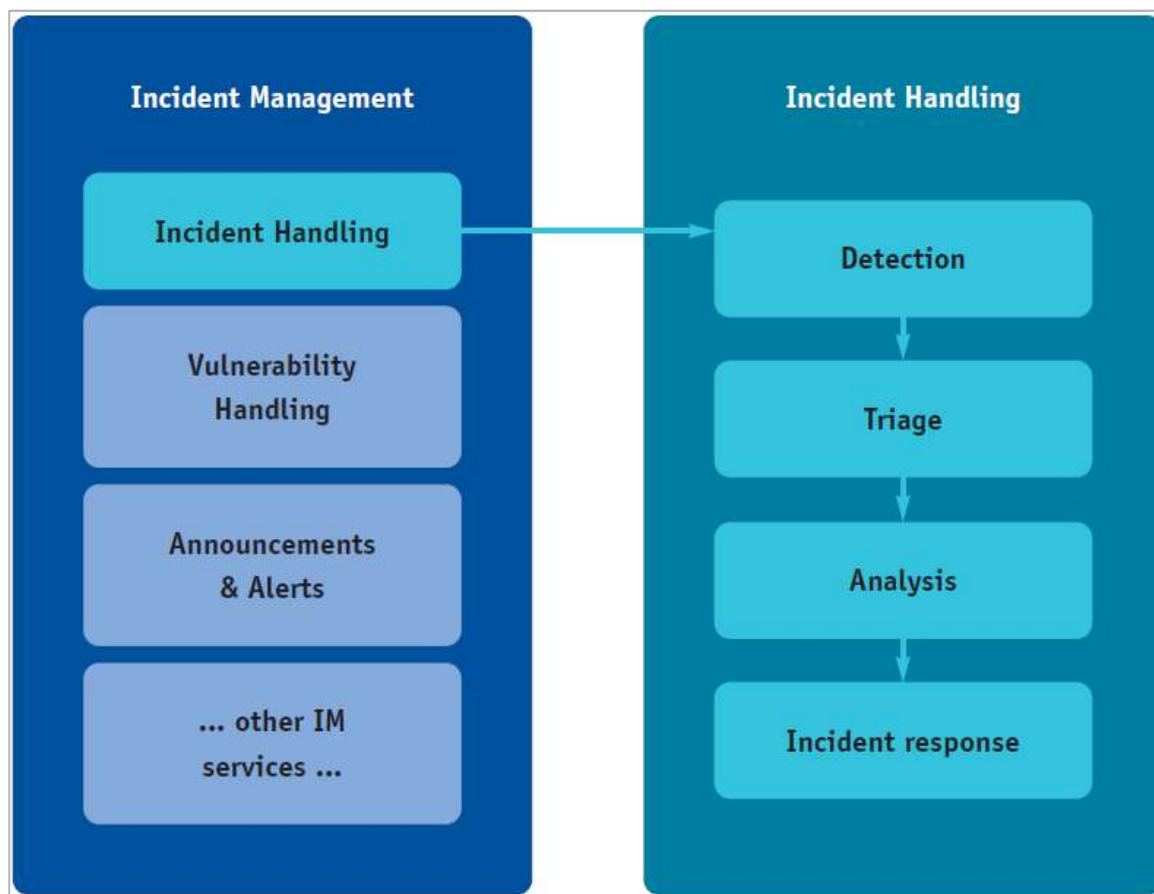 Incident Management
Incident Handling
Vulnerability
Handling
Announcements
& Alerts
... other IM
services ...
Incident Handling
Detection
Triage
Analysis
Incident response